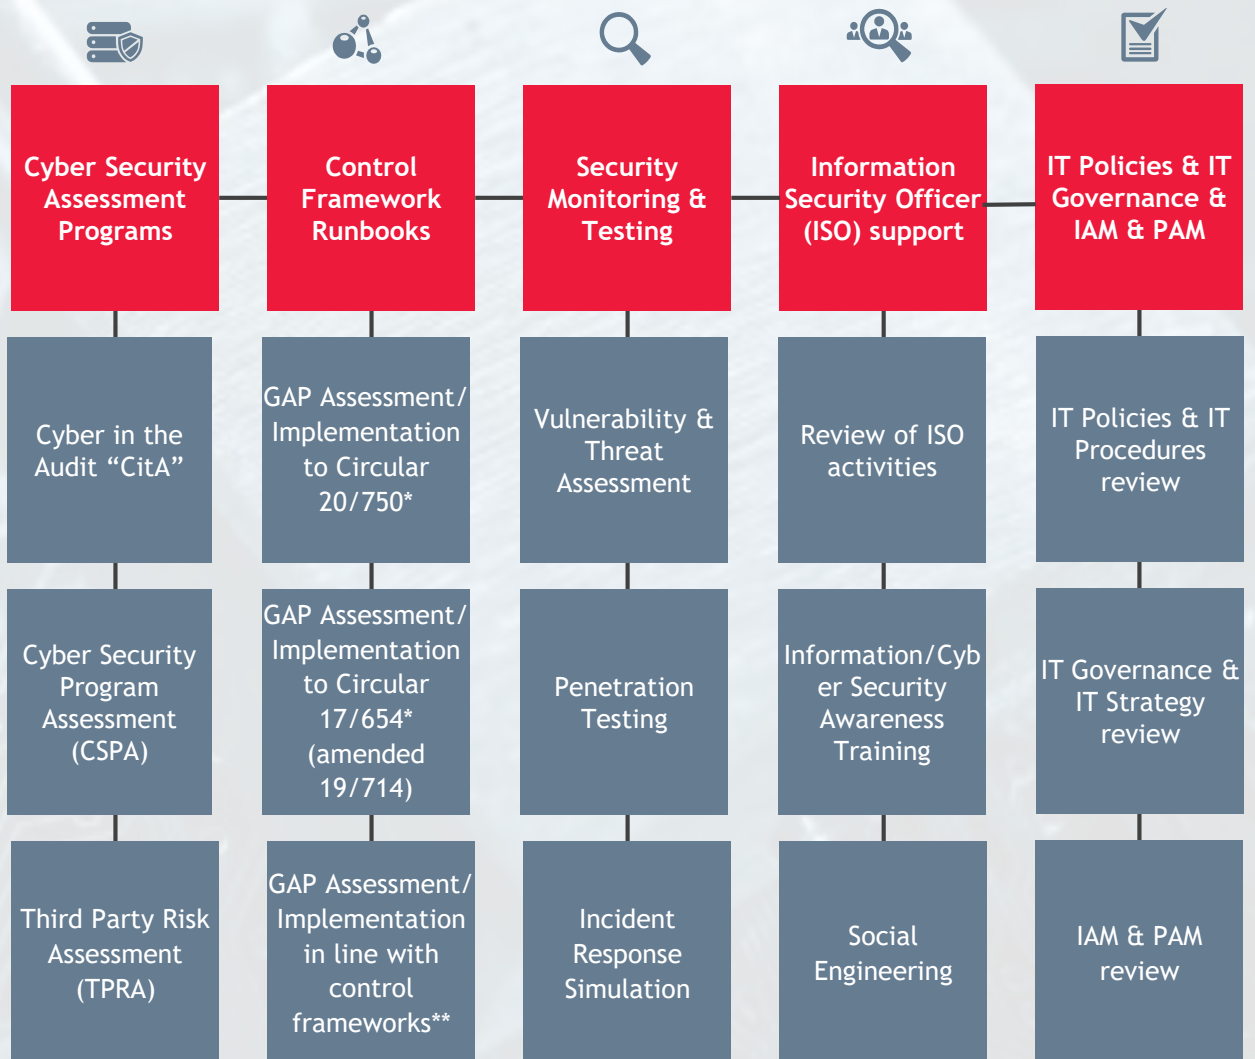 Cyber Security
Assessment
Programs
Control
Framework
Runbooks
Security
Monitoring &
Testing
Information
Security Officer
(ISO) support
IT Policies & IT
Governance &
IAM & PAM
Cyber in the
Audit “CitA”
GAP Assessment/
Implementation
to Circular
20/750*
Vulnerability &
Threat
Assessment
Review of ISO
activities
IT Policies & IT
Procedures
review
Cyber Security
Program
Assessment
(CSPA)
GAP Assessment/
Implementation
to Circular
17/654*
(amended
19/714)
Penetration
Testing
Information/Cyb
er Security
Awareness
Training
IT Governance &
IT Strategy
review
Third Party Risk
Assessment
(TPRA)
GAP Assessment/
Implementation
in line with
control
frameworks**
Incident
Response
Simulation
Social
Engineering
IAM & PAM
review